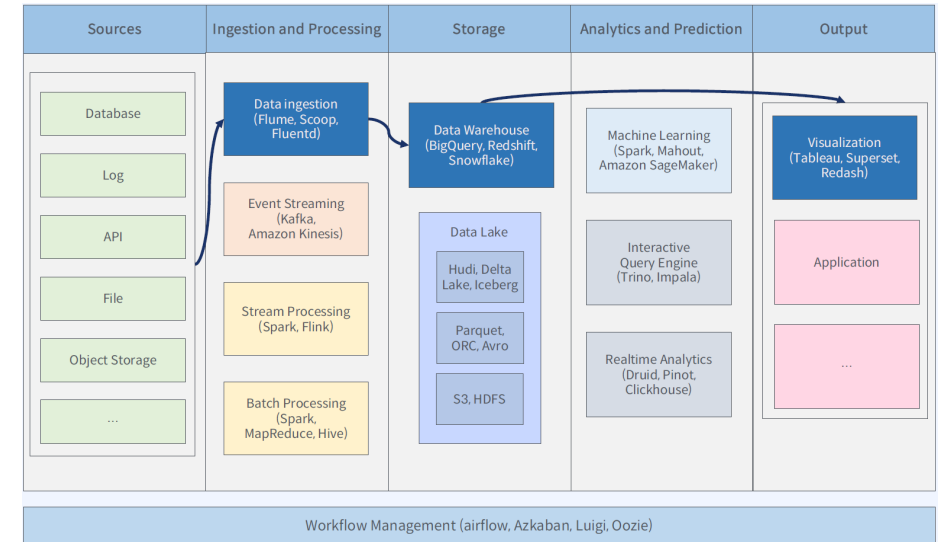 Sources
Ingestion and Processing
Storage
Analytics and Prediction
Output
Database
Log
API
File
Object Storage
...
Data ingestion
(Flume, Scoop,
Fluentd)
Event Streaming
(Kafka,
Amazon Kinesis)
Stream Processing
(Spark, Flink)
Batch Processing
(Spark,
MapReduce, Hive)
Data Warehouse
(BigQuery, Redshift,
Snowflake)
Data Lake
Hudi, Delta
Lake, Iceberg
Parquet,
ORC, Avro
S3, HDFS
Machine Learning
(Spark, Mahout,
Amazon SageMaker)
Interactive
Query Engine
(Trino, Impala)
Realtime Analytics
(Druid, Pinot,
Clickhouse)
Visualization
(Tableau, Superset,
Redash)
Application
...
Workflow Management (airflow, Azkaban, Luigi, Oozie)